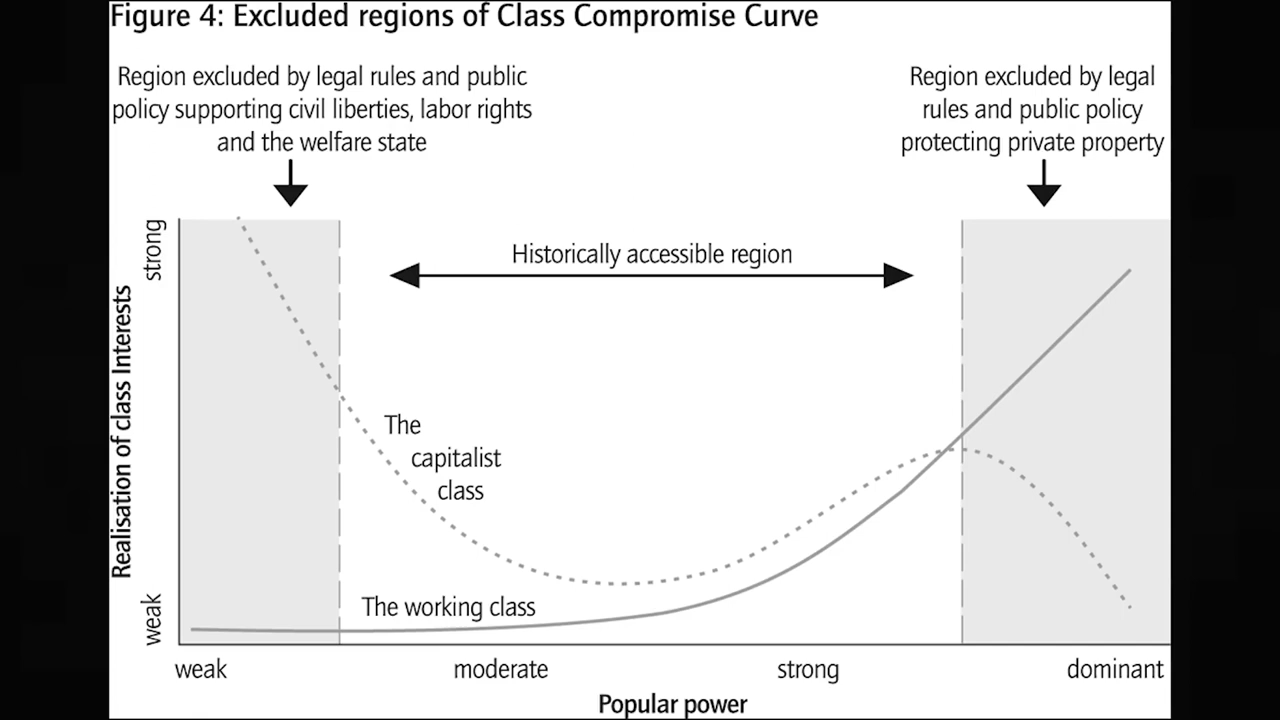 Figure 4: Excluded regions of Class Compromise Curve
Region excluded by legal rules and public
policy supporting civil liberties, labor rights
and the welfare state
Region excluded by legal
rules and public policy
protecting private property
Historically accessible region
strong
Realisation of class Interests
weak
The
capitalist
class
The working class
weak
moderate
strong
dominant
Popular power